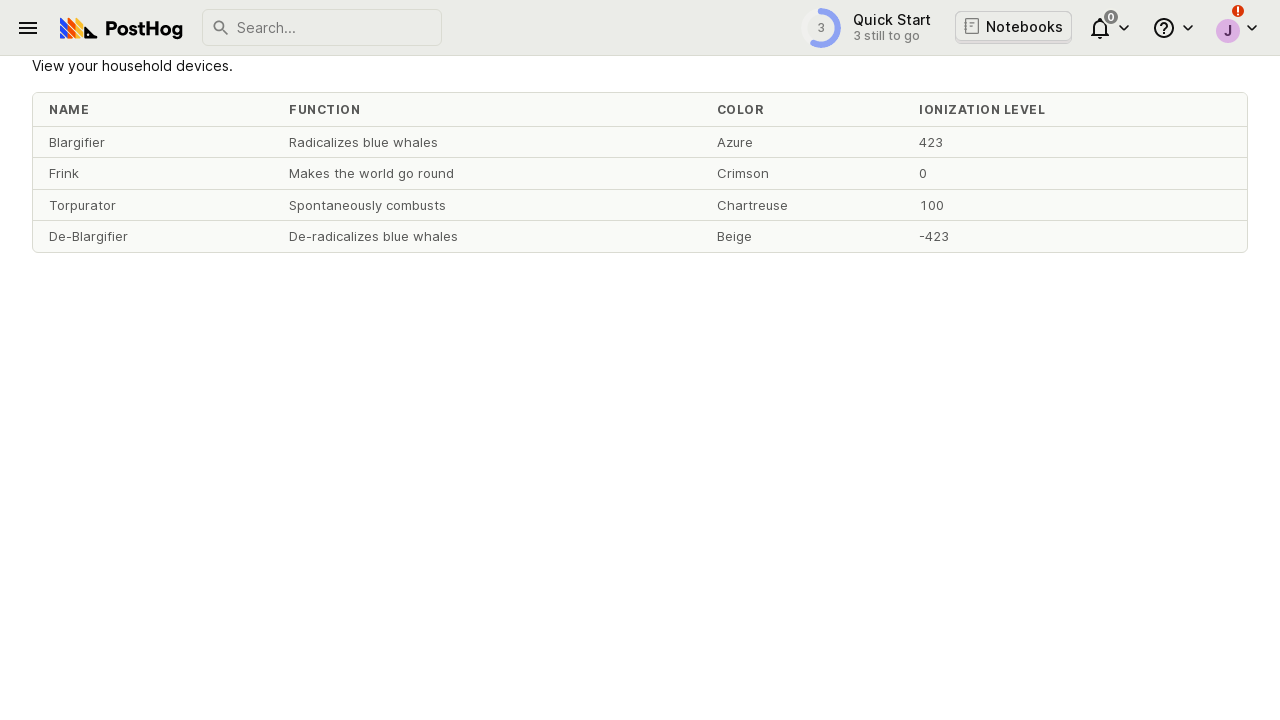 PostHog
Search...
3
Quick Start
3 still to go
Notebooks
0
J
!
View your household devices.
NAME FUNCTION COLOR IONIZATION LEVEL
Blargifier Radicalizes blue whales Azure 423
Frink Makes the world go round Crimson 0
Torpurator Spontaneously combusts Chartreuse 100
De-Blargifier De-radicalizes blue whales Beige -423